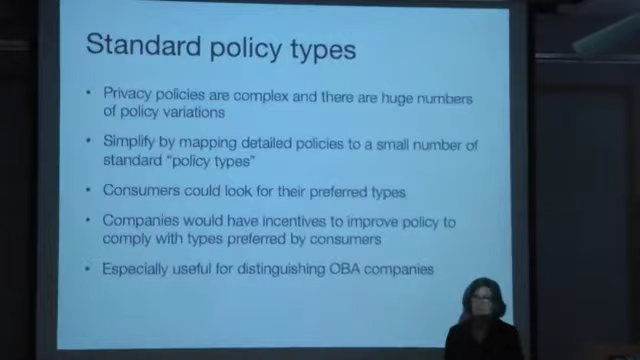 Standard policy types
• Privacy policies are complex and there are huge numbers
of policy variations
• Simplify by mapping detailed policies to a small number of
standard “policy types”
• Consumers could look for their preferred types
• Companies would have incentives to improve policy to
comply with types preferred by consumers
• Especially useful for distinguishing OBA companies